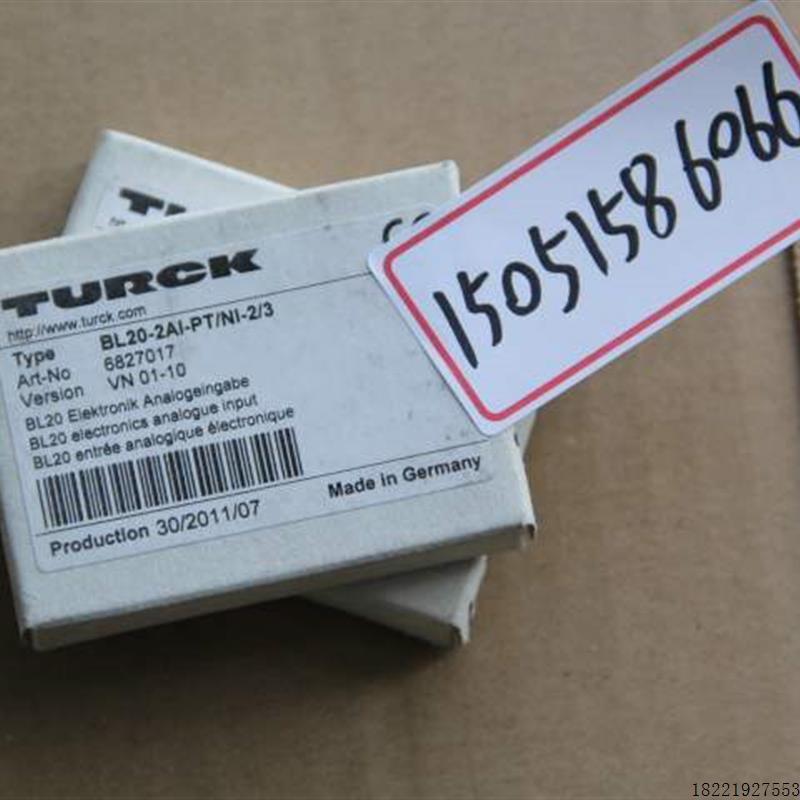 TURCK
http://www.turck.com
Type BL20-2AI-PT/NI-2/3
Art-No 6827017
Version VN 01-10
BL20 Elektronik Analogeingabe
BL20 electronics analogue input
BL20 entrée analogique électronique
Production 30/2011/07
Made in Germany
15051586066
18221927553